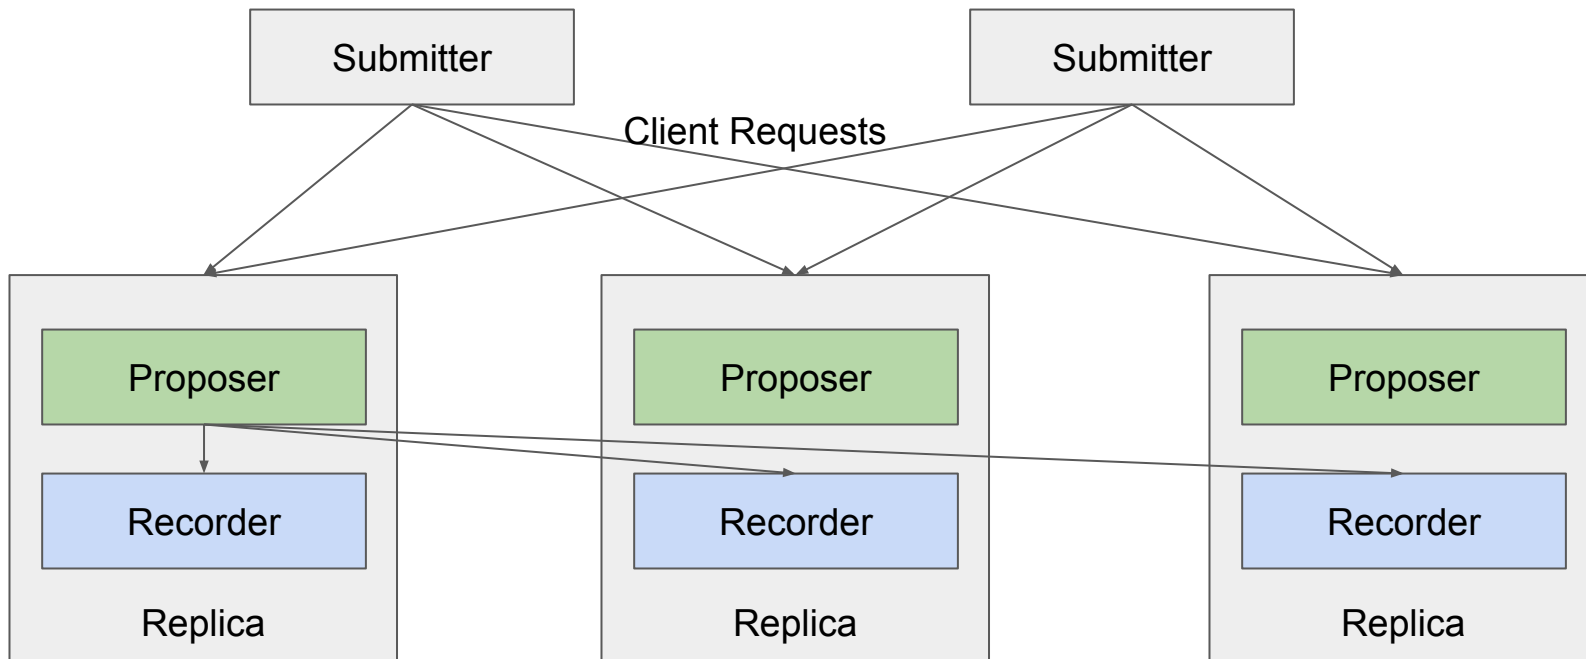 Submitter
Submitter
Client Requests
Proposer
Proposer
Proposer
Recorder
Recorder
Recorder
Replica
Replica
Replica